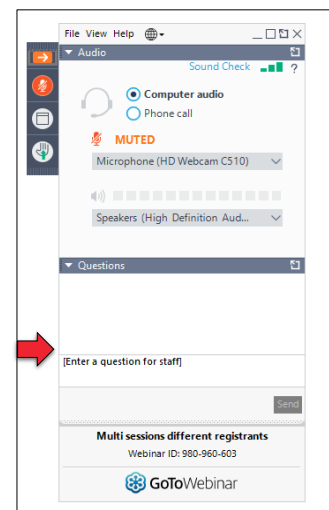 File View Help
Audio
Sound Check ?
Computer audio
Phone call
MUTED
Microphone (HD Webcam C510)
Speakers (High Definition Aud...
Questions
[Enter a question for staff]
Send
Multi sessions different registrants
Webinar ID: 980-960-603
GoToWebinar